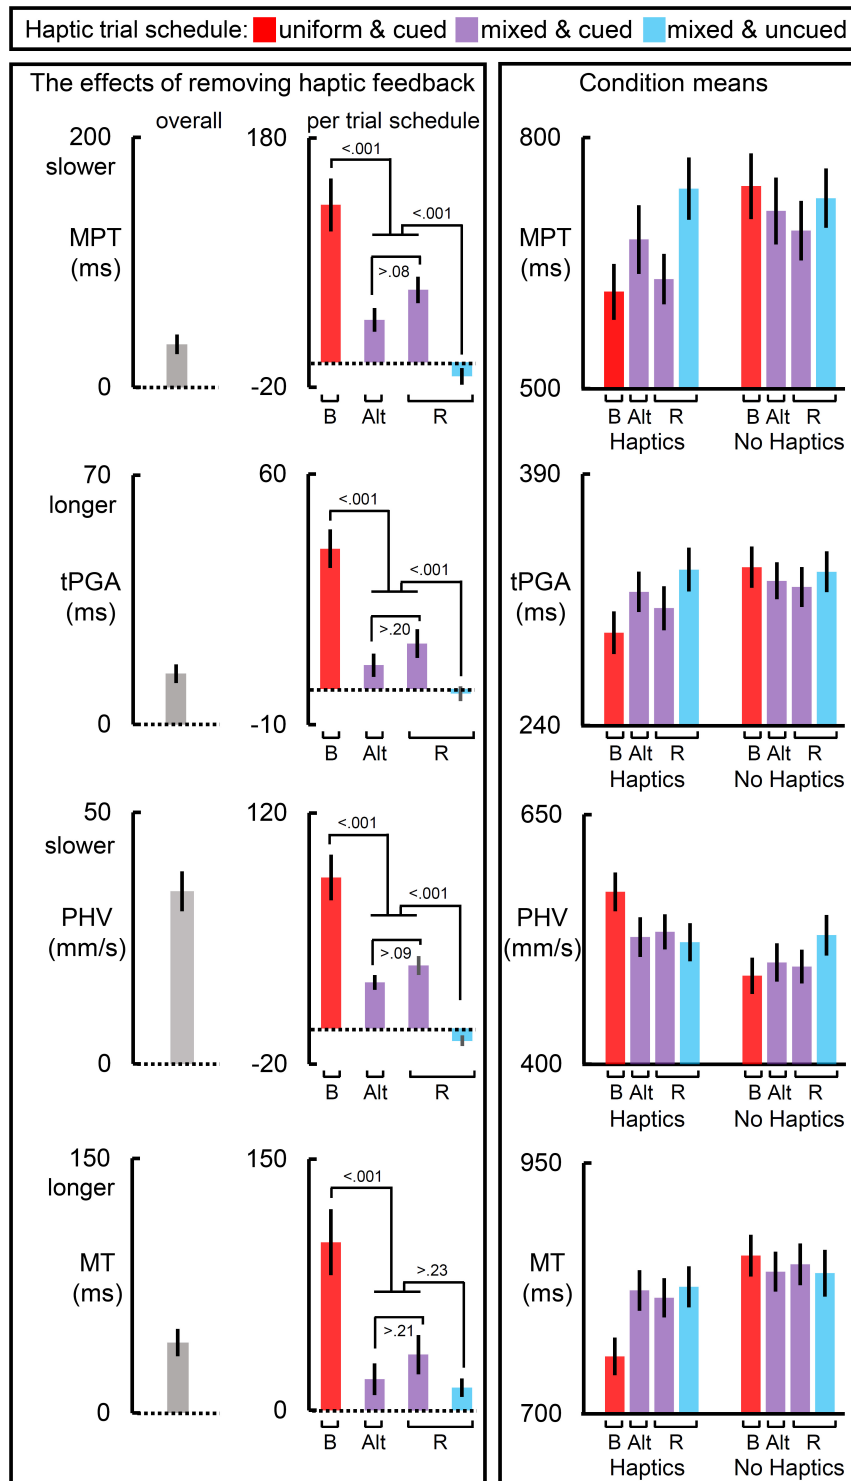 Haptic trial schedule: uniform & cued mixed & cued mixed & uncued
The effects of removing haptic feedback
overall per trial schedule
200
slower
MPT
(ms)
0
180
<.001
<.001
>.08
-20
B Alt R
70
longer
tPGA
(ms)
0
60
<.001
<.001
>.20
-10
B Alt R
50
slower
PHV
(mm/s)
0
120
<.001
<.001
>.09
-20
B Alt R
150
longer
MT
(ms)
0
150
<.001
>.23
>.21
0
B Alt R
Condition means
800
MPT
(ms)
500
B Alt R B Alt R
Haptics No Haptics
390
tPGA
(ms)
240
B Alt R B Alt R
Haptics No Haptics
650
PHV
(mm/s)
400
B Alt R B Alt R
Haptics No Haptics
950
MT
(ms)
700
B Alt R B Alt R
Haptics No Haptics